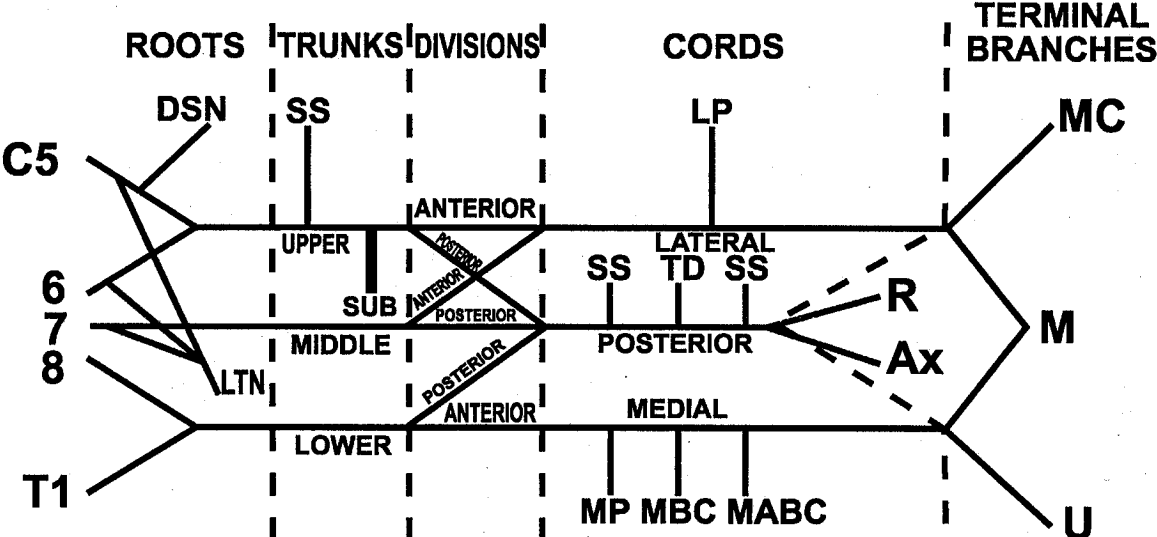 ROOTS TRUNKS DIVISIONS CORDS TERMINAL BRANCHES
DSN SS LP MC
C5
ANTERIOR
UPPER POSTERIOR LATERAL
SS TD SS
6 SUB ANTERIOR POSTERIOR R
7 MIDDLE POSTERIOR M
8 LTN POSTERIOR Ax
ANTERIOR MEDIAL
LOWER
T1 MP MBC MABC U